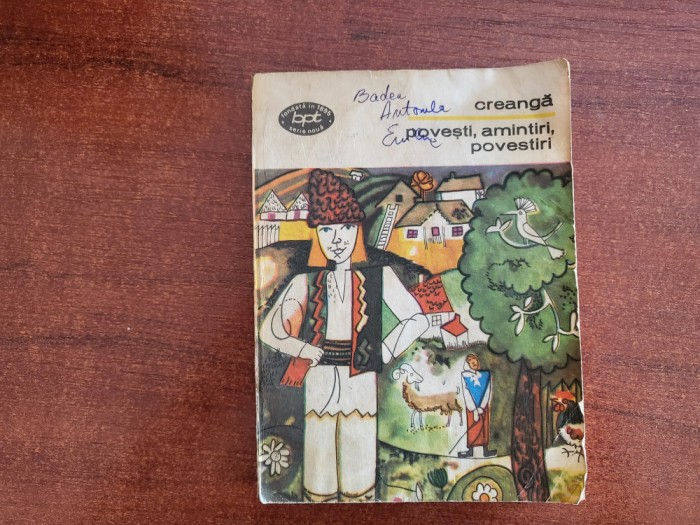 fondată în 1895
bpt
serie nouă
Badea
Antonela
creangă
povești, amintiri,
povestiri